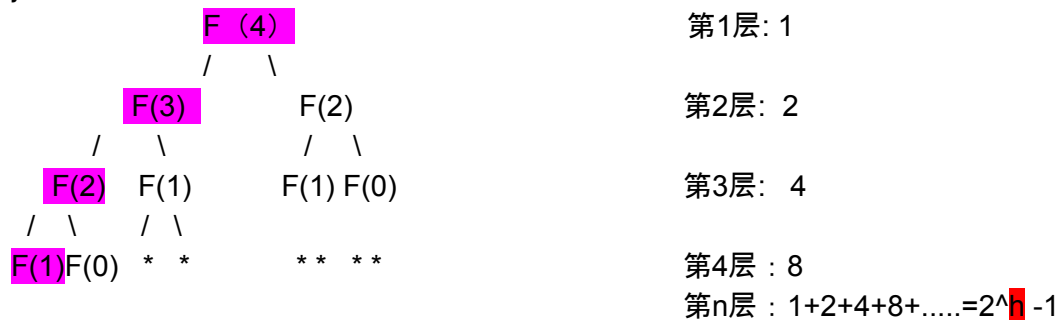 F（4） 第1层: 1
/ \
F(3) F(2) 第2层: 2
/ \ / \
F(2) F(1) F(1) F(0) 第3层: 4
/ \ / \
F(1)F(0) * * * * * * 第4层：8
第n层：1+2+4+8+.....=2^h -1